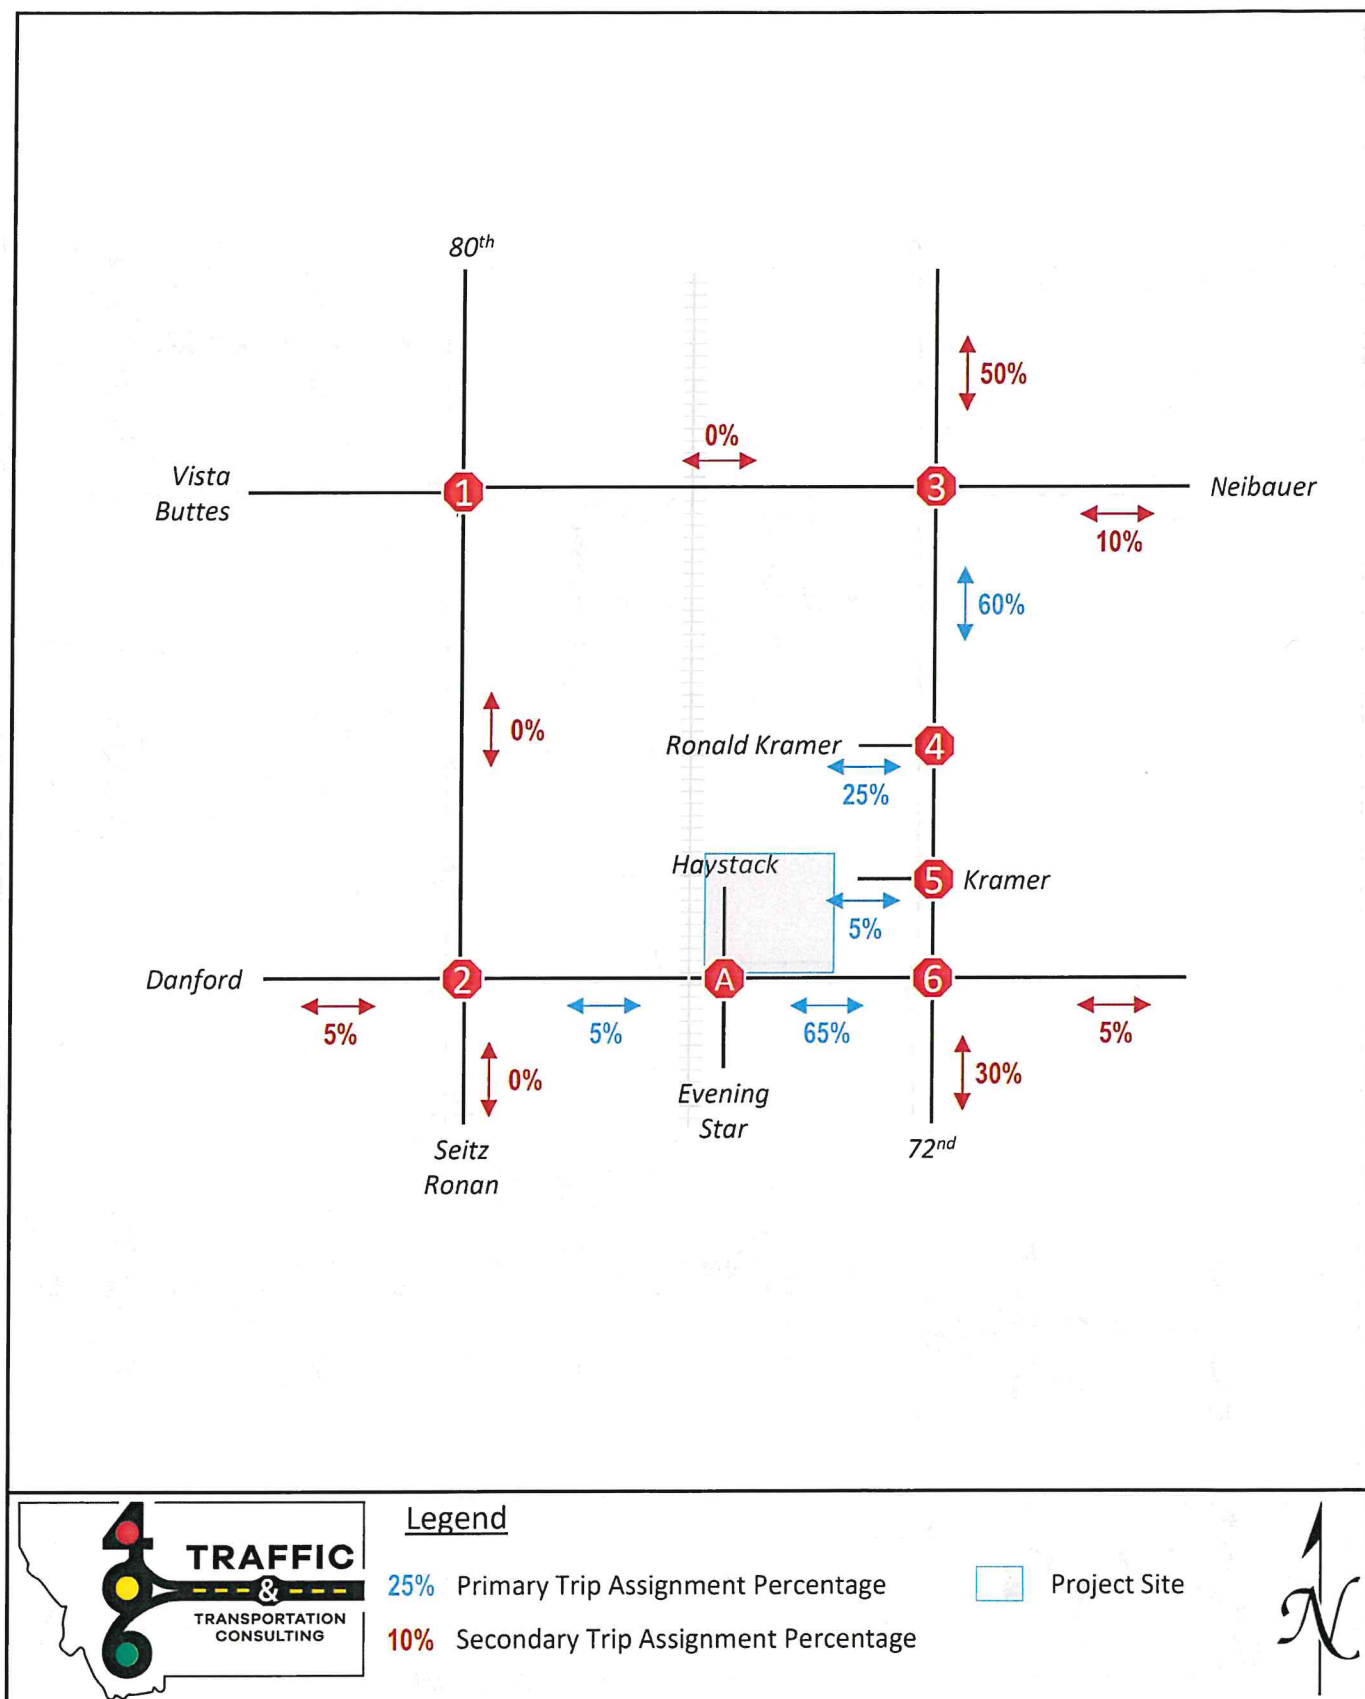 80th
50%
0%
Vista
Buttes
1
3
Neibauer
10%
60%
0%
Ronald Kramer
4
25%
Haystack
5
Kramer
5%
Danford
2
A
6
5%
5%
65%
5%
0%
30%
Evening
Star
Seitz
Ronan
72nd
Legend
4
TRAFFIC
&
TRANSPORTATION
CONSULTING
6
25% Primary Trip Assignment Percentage
Project Site
10% Secondary Trip Assignment Percentage
N